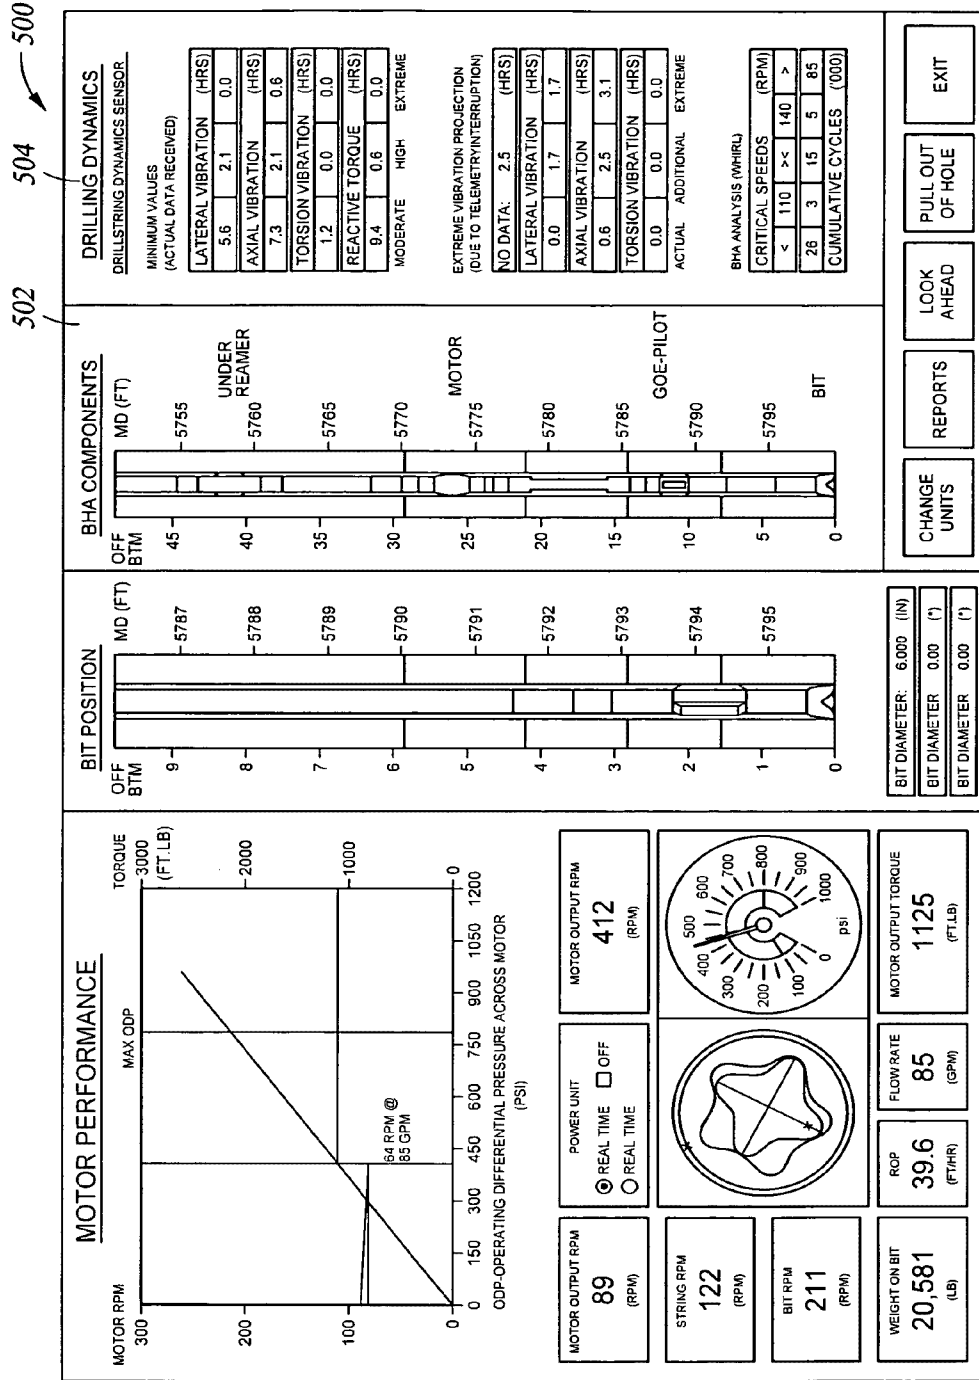 500
502
504
MOTOR PERFORMANCE
MOTOR RPM
TORQUE
MAX ODP
300
200
100
0
3000
(FT.LB)
2000
1000
0
64 RPM @
85 GPM
0 150 300 450 600 750 900 1050 1200
ODP-OPERATING DIFFERENTIAL PRESSURE ACROSS MOTOR
(PSI)
MOTOR OUTPUT RPM
89
(RPM)
POWER UNIT
REAL TIME OFF
REAL TIME
MOTOR OUTPUT RPM
412
(RPM)
STRING RPM
122
(RPM)
BIT RPM
211
(RPM)
0 100 200 300 400 500 600 700 800 900 1000
psi
WEIGHT ON BIT
20,581
(LB)
ROP
39.6
(FT/HR)
FLOW RATE
85
(GPM)
MOTOR OUTPUT TORQUE
1125
(FT.LB)
BIT POSITION
OFF
BTM
MD (FT)
9
8
7
6
5
4
3
2
1
0
5787
5788
5789
5790
5791
5792
5793
5794
5795
BIT DIAMETER: 6.000 (IN)
BIT DIAMETER 0.00 (")
BIT DIAMETER 0.00 (")
BHA COMPONENTS
OFF
BTM
MD (FT)
45
40
35
30
25
20
15
10
5
0
5755
5760
5765
5770
5775
5780
5785
5790
5795
UNDER
REAMER
MOTOR
GOE-PILOT
BIT
DRILLING DYNAMICS
DRILLSTRING DYNAMICS SENSOR
MINIMUM VALUES
(ACTUAL DATA RECEIVED)
LATERAL VIBRATION (HRS)
5.6 2.1 0.0
AXIAL VIBRATION (HRS)
7.3 2.1 0.6
TORSION VIBRATION (HRS)
1.2 0.0 0.0
REACTIVE TORQUE (HRS)
9.4 0.6 0.0
MODERATE HIGH EXTREME
EXTREME VIBRATION PROJECTION
(DUE TO TELEMETRYINTERRUPTION)
NO DATA: 2.5 (HRS)
LATERAL VIBRATION (HRS)
0.0 1.7 1.7
AXIAL VIBRATION (HRS)
0.6 2.5 3.1
TORSION VIBRATION (HRS)
0.0 0.0 0.0
ACTUAL ADDITIONAL EXTREME
BHA ANALYSIS (WHIRL)
CRITICAL SPEEDS (RPM)
< 110 >< 140 >
26 3 15 5 85
CUMULATIVE CYCLES (000)
CHANGE
UNITS
REPORTS
LOOK
AHEAD
PULL OUT
OF HOLE
EXIT